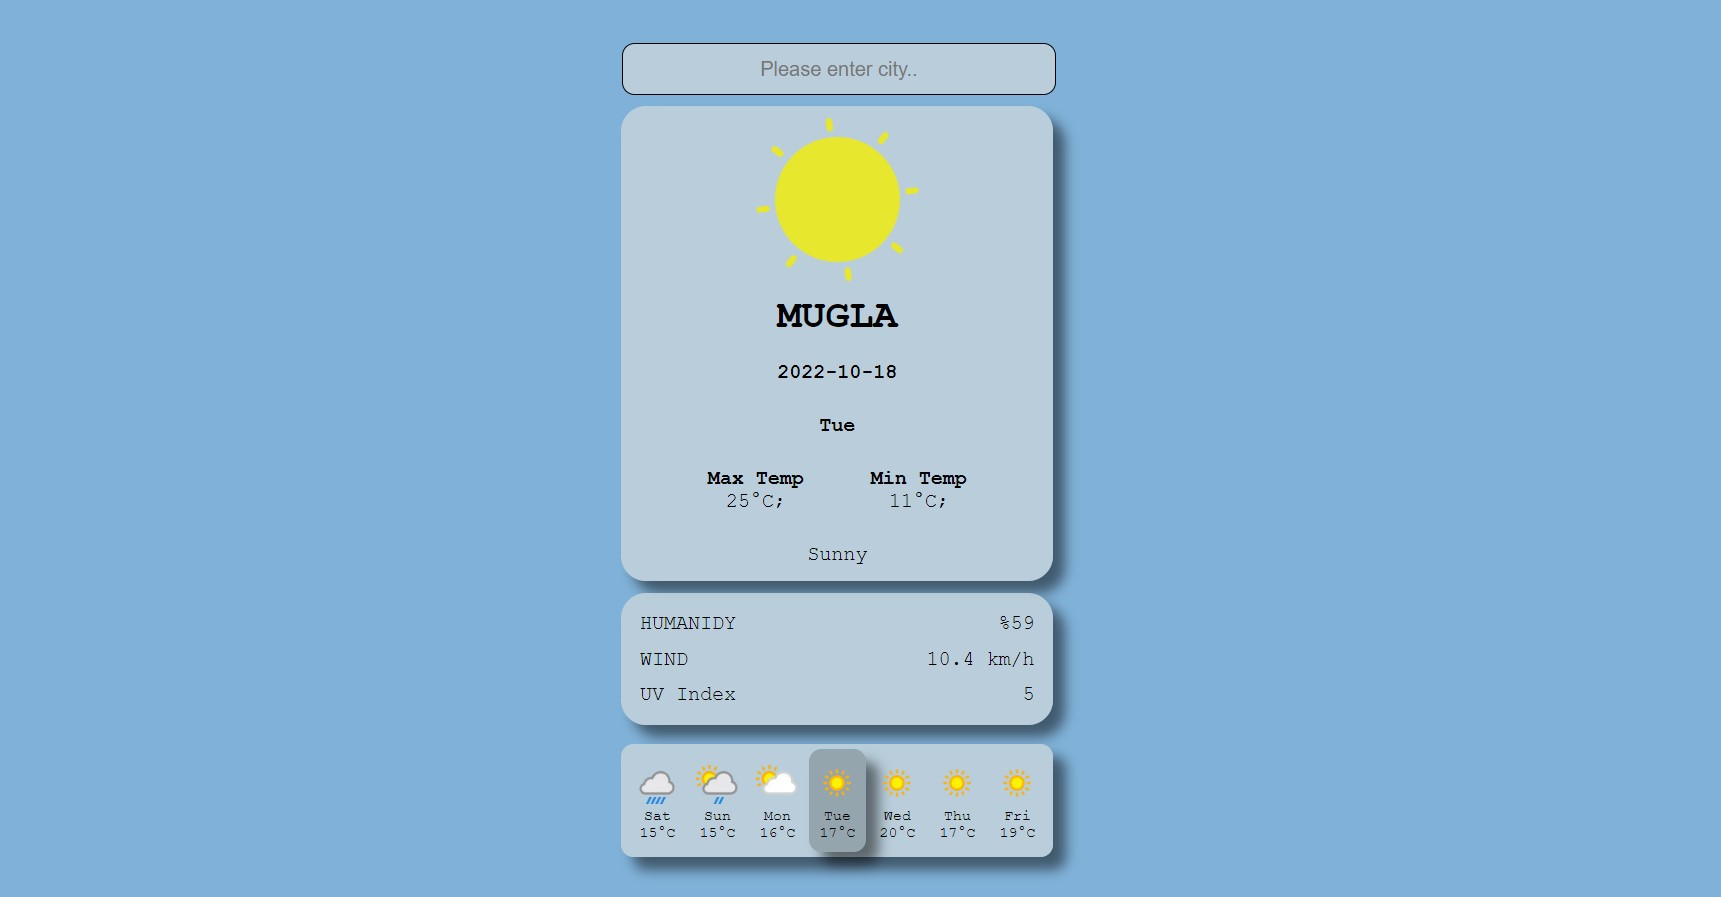 Please enter city..
MUGLA
2022-10-18
Tue
Max Temp Min Temp
25°C; 11°C;
Sunny
HUMANIDY %59
WIND 10.4 km/h
UV Index 5
Sat Sun Mon Tue Wed Thu Fri
15°C 15°C 16°C 17°C 20°C 17°C 19°C